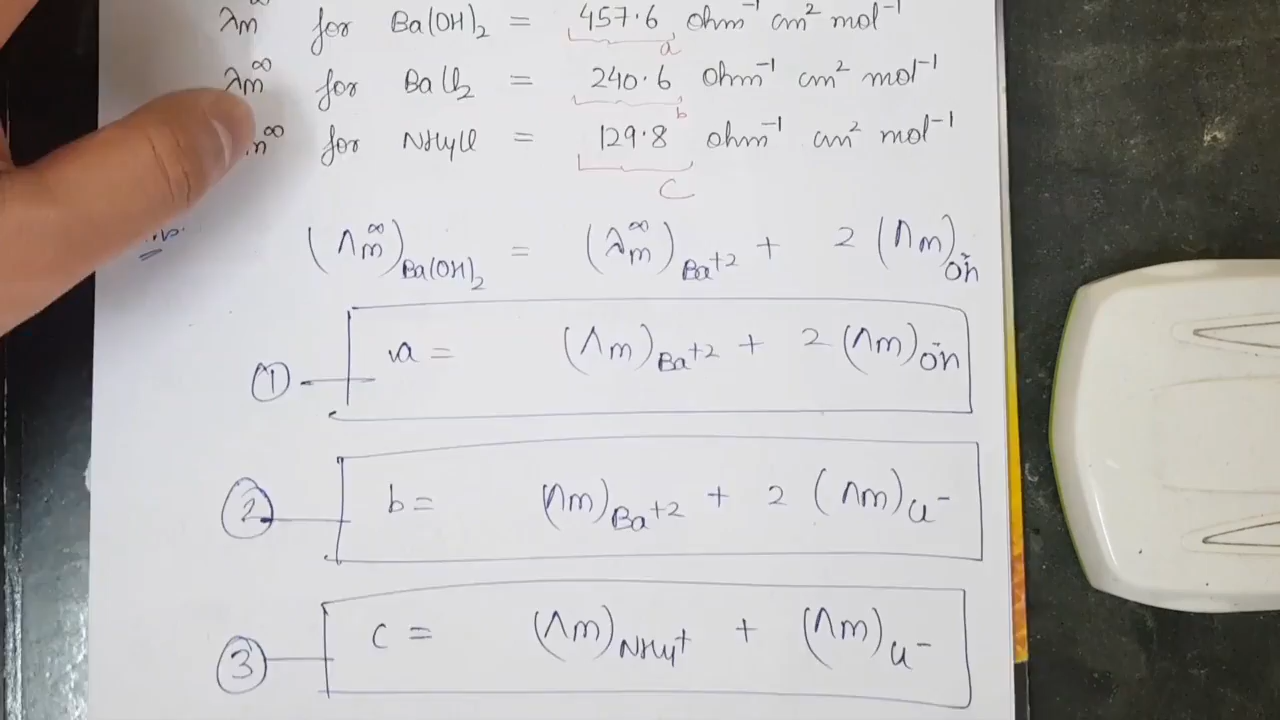 λm^∞ for Ba(OH)₂ = 457.6 ohm⁻¹ cm² mol⁻¹
a
λm^∞ for BaCl₂ = 240.6 ohm⁻¹ cm² mol⁻¹
b
m^∞ for NH₄Cl = 129.8 ohm⁻¹ cm² mol⁻¹
C
(Λm^∞)Ba(OH)₂ = (λm^∞)Ba⁺² + 2 (Λm)OH⁻
① a = (Λm)Ba⁺² + 2 (Λm)OH⁻
② b = (Λm)Ba⁺² + 2 (Λm)Cl⁻
③ c = (Λm)NH₄⁺ + (Λm)Cl⁻